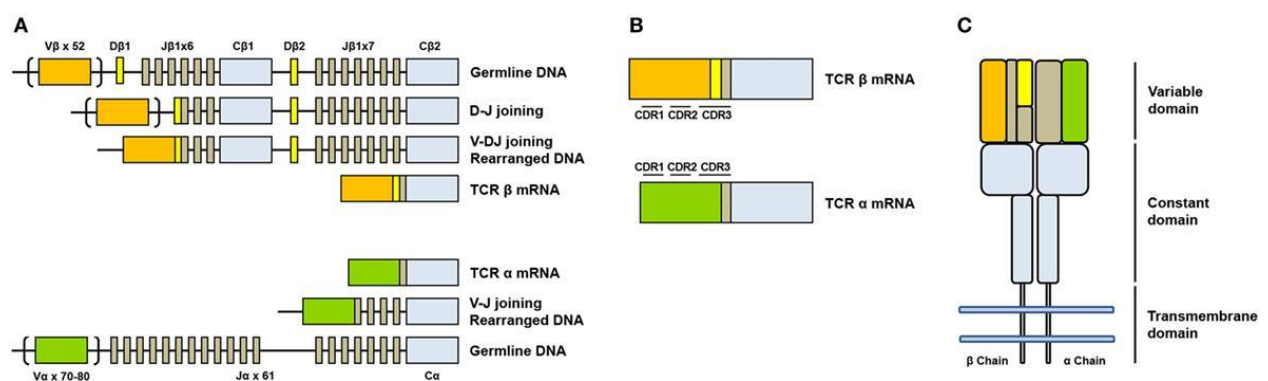 A
Vβ x 52 Dβ1 Jβ1x6 Cβ1 Dβ2 Jβ1x7 Cβ2
Germline DNA
D-J joining
V-DJ joining
Rearranged DNA
TCR β mRNA
TCR α mRNA
V-J joining
Rearranged DNA
Germline DNA
Vα x 70-80 Jα x 61 Cα
B
TCR β mRNA
CDR1 CDR2 CDR3
CDR1 CDR2 CDR3
TCR α mRNA
C
Variable
domain
Constant
domain
Transmembrane
domain
β Chain α Chain